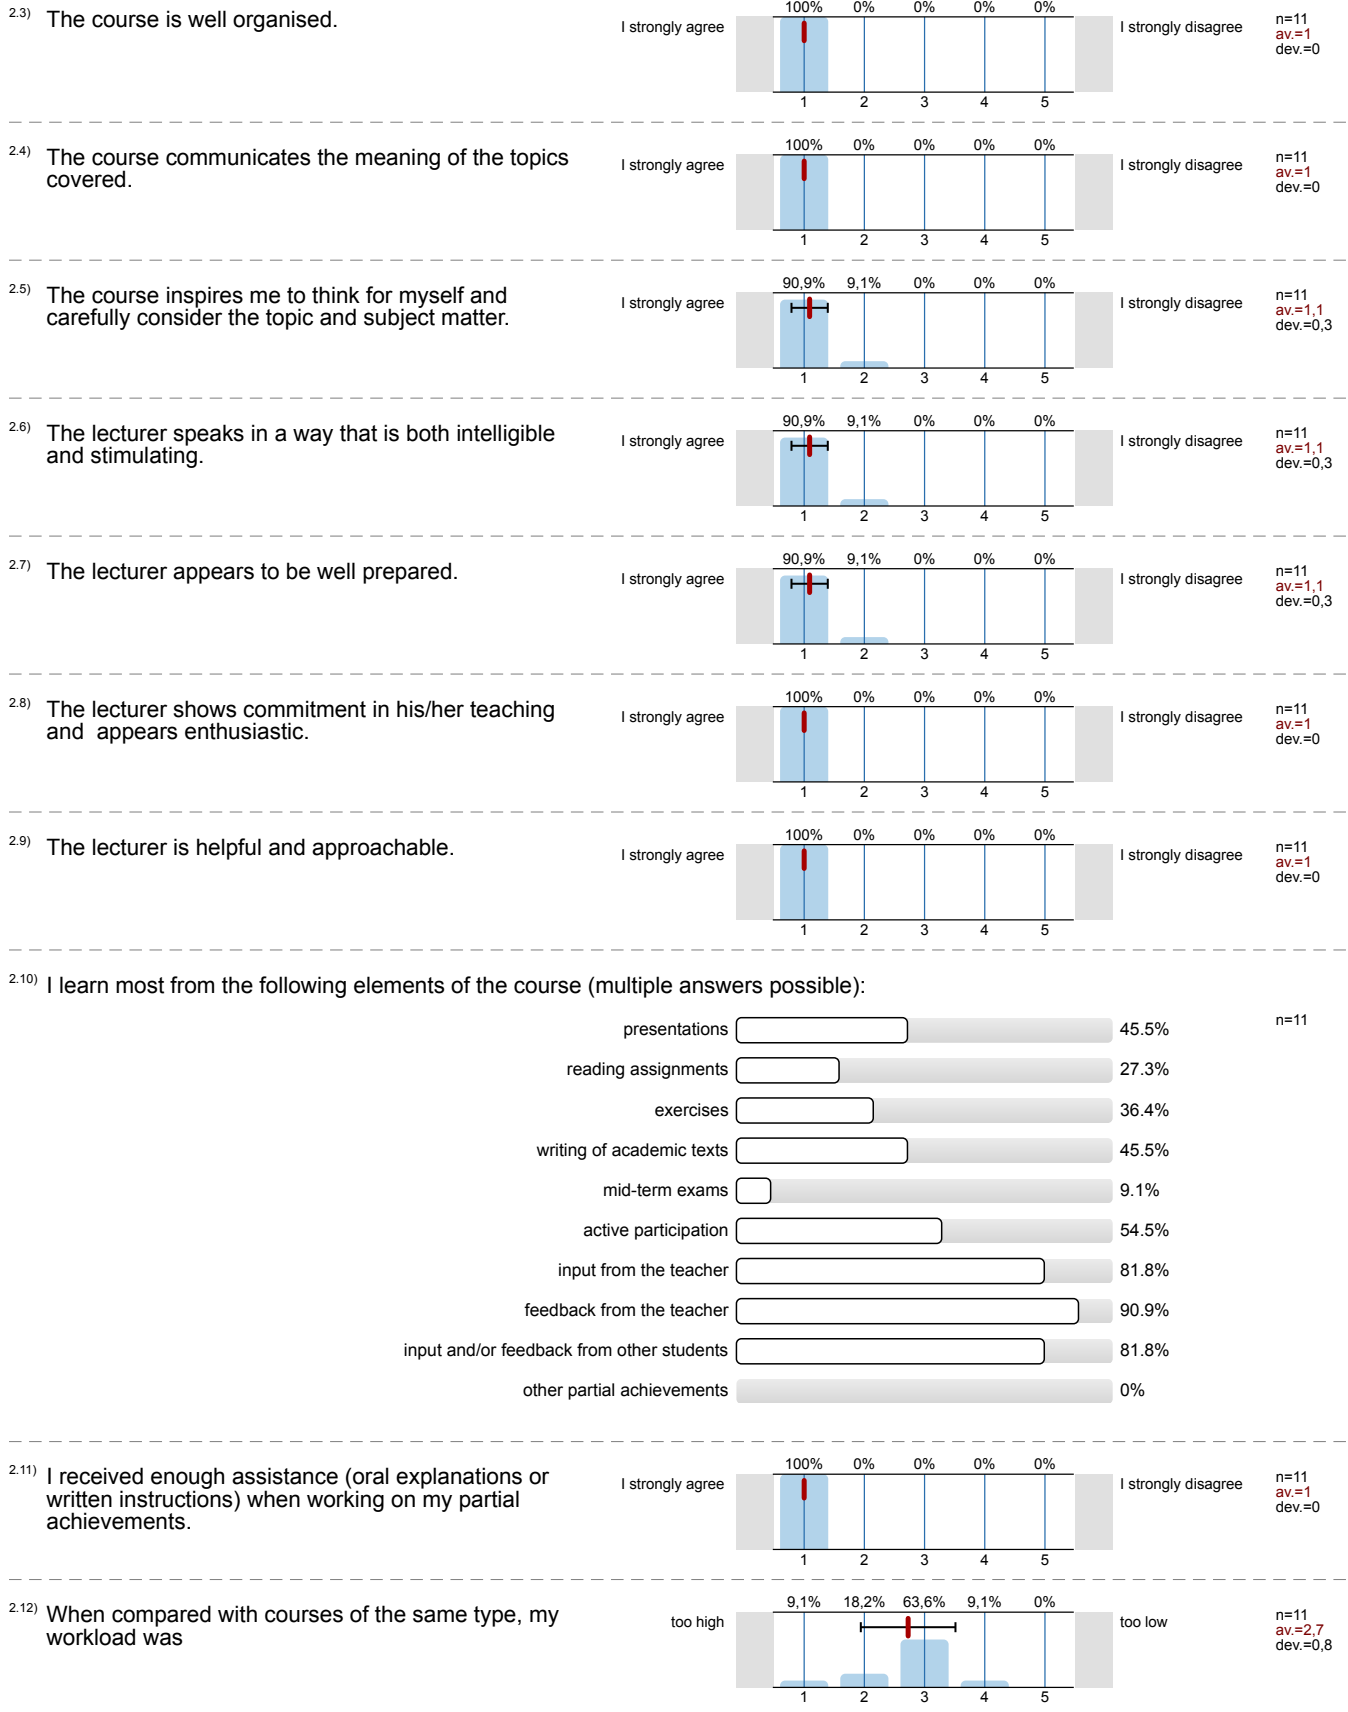 2.3) The course is well organised.
I strongly agree
100% 0% 0% 0% 0%
1 2 3 4 5
I strongly disagree
n=11
av.=1
dev.=0
2.4) The course communicates the meaning of the topics
covered.
I strongly agree
100% 0% 0% 0% 0%
1 2 3 4 5
I strongly disagree
n=11
av.=1
dev.=0
2.5) The course inspires me to think for myself and
carefully consider the topic and subject matter.
I strongly agree
90,9% 9,1% 0% 0% 0%
1 2 3 4 5
I strongly disagree
n=11
av.=1,1
dev.=0,3
2.6) The lecturer speaks in a way that is both intelligible
and stimulating.
I strongly agree
90,9% 9,1% 0% 0% 0%
1 2 3 4 5
I strongly disagree
n=11
av.=1,1
dev.=0,3
2.7) The lecturer appears to be well prepared.
I strongly agree
90,9% 9,1% 0% 0% 0%
1 2 3 4 5
I strongly disagree
n=11
av.=1,1
dev.=0,3
2.8) The lecturer shows commitment in his/her teaching
and appears enthusiastic.
I strongly agree
100% 0% 0% 0% 0%
1 2 3 4 5
I strongly disagree
n=11
av.=1
dev.=0
2.9) The lecturer is helpful and approachable.
I strongly agree
100% 0% 0% 0% 0%
1 2 3 4 5
I strongly disagree
n=11
av.=1
dev.=0
2.10) I learn most from the following elements of the course (multiple answers possible):
n=11
presentations 45.5%
reading assignments 27.3%
exercises 36.4%
writing of academic texts 45.5%
mid-term exams 9.1%
active participation 54.5%
input from the teacher 81.8%
feedback from the teacher 90.9%
input and/or feedback from other students 81.8%
other partial achievements 0%
2.11) I received enough assistance (oral explanations or
written instructions) when working on my partial
achievements.
I strongly agree
100% 0% 0% 0% 0%
1 2 3 4 5
I strongly disagree
n=11
av.=1
dev.=0
2.12) When compared with courses of the same type, my
workload was
too high
9,1% 18,2% 63,6% 9,1% 0%
1 2 3 4 5
too low
n=11
av.=2,7
dev.=0,8